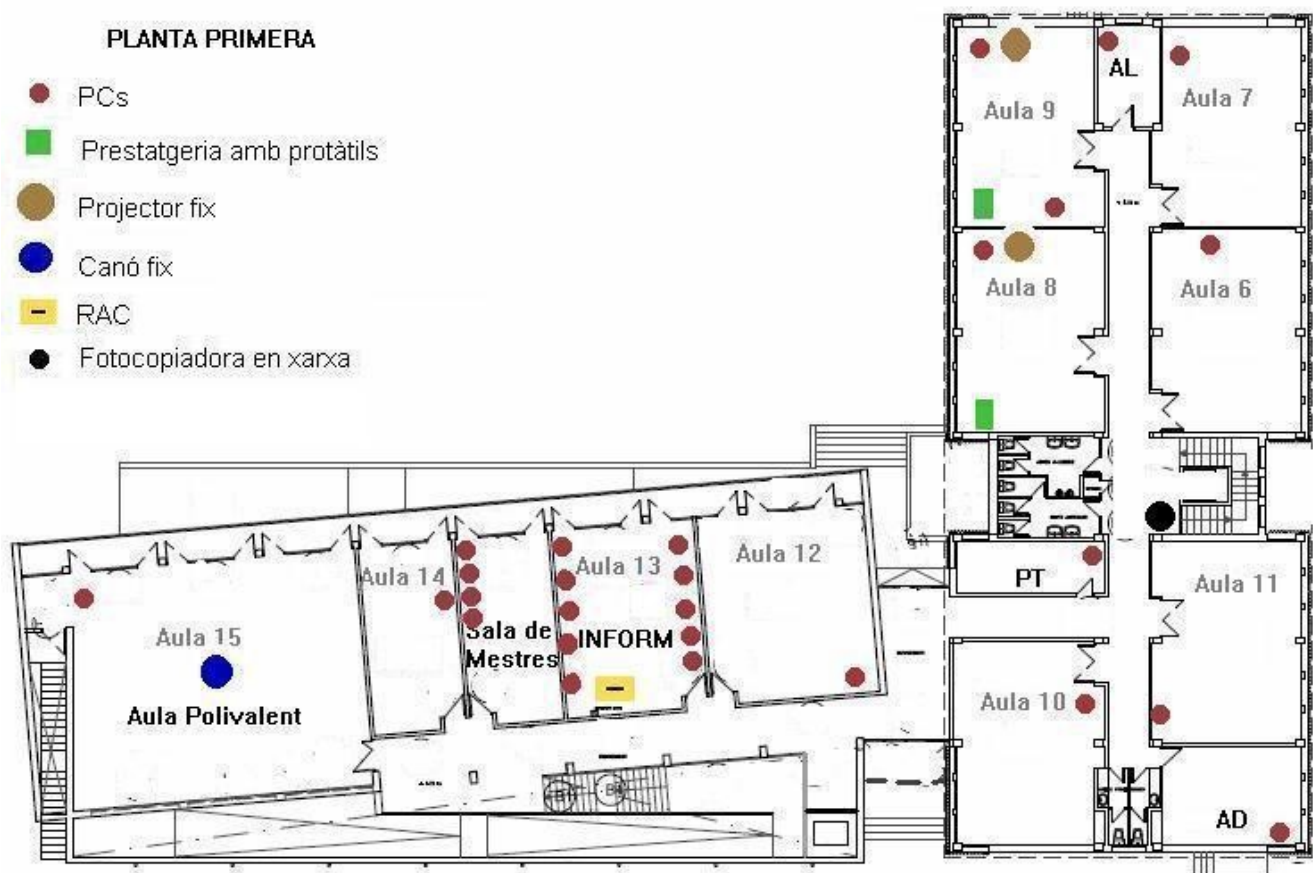 PLANTA PRIMERA
PCs
Prestatgeria amb protàtils
Projector fix
Canó fix
RAC
Fotocopiadora en xarxa
Aula 9
AL
Aula 7
Aula 8
Aula 6
Aula 15
Aula Polivalent
Aula 14
Sala de
Mestres
Aula 13
INFORM
Aula 12
PT
Aula 11
Aula 10
AD